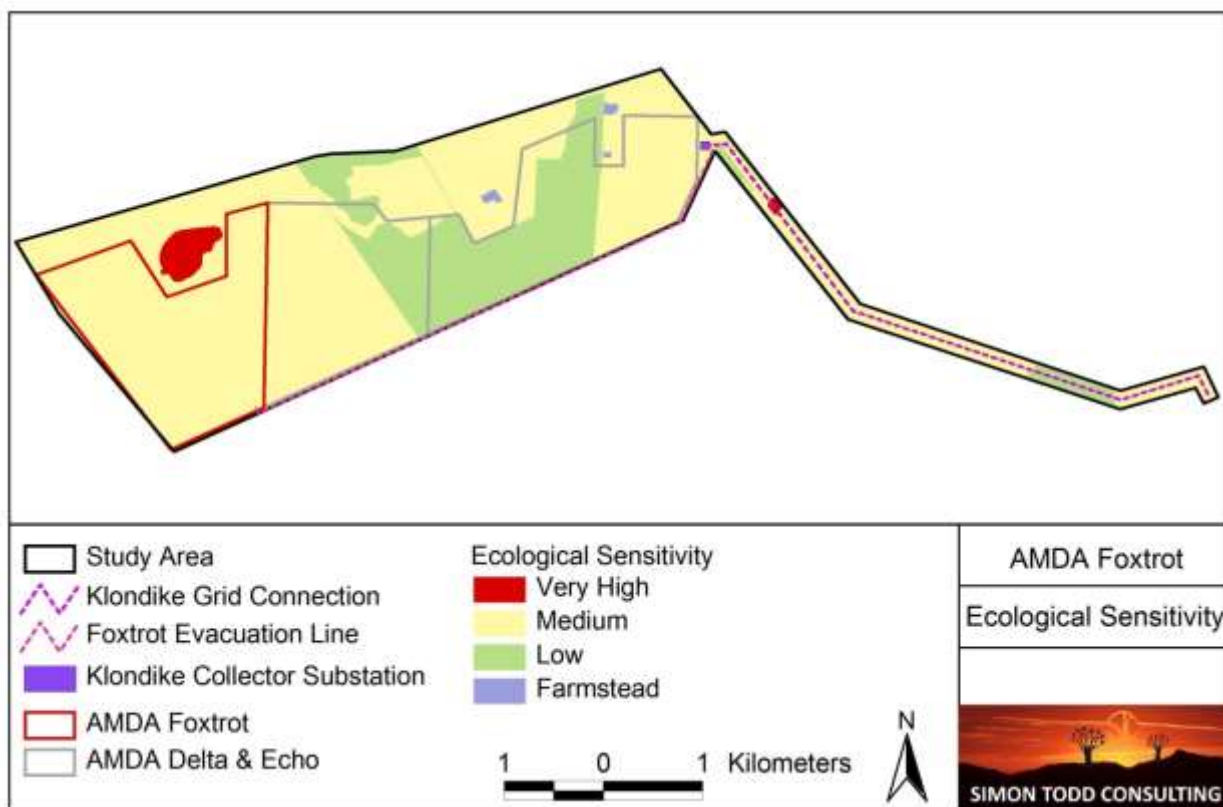 Study Area
Klondike Grid Connection
Foxtrot Evacuation Line
Klondike Collector Substation
AMDA Foxtrot
AMDA Delta & Echo
Ecological Sensitivity
Very High
Medium
Low
Farmstead
1 0 1 Kilometers
N
AMDA Foxtrot
Ecological Sensitivity
SIMON TODD CONSULTING